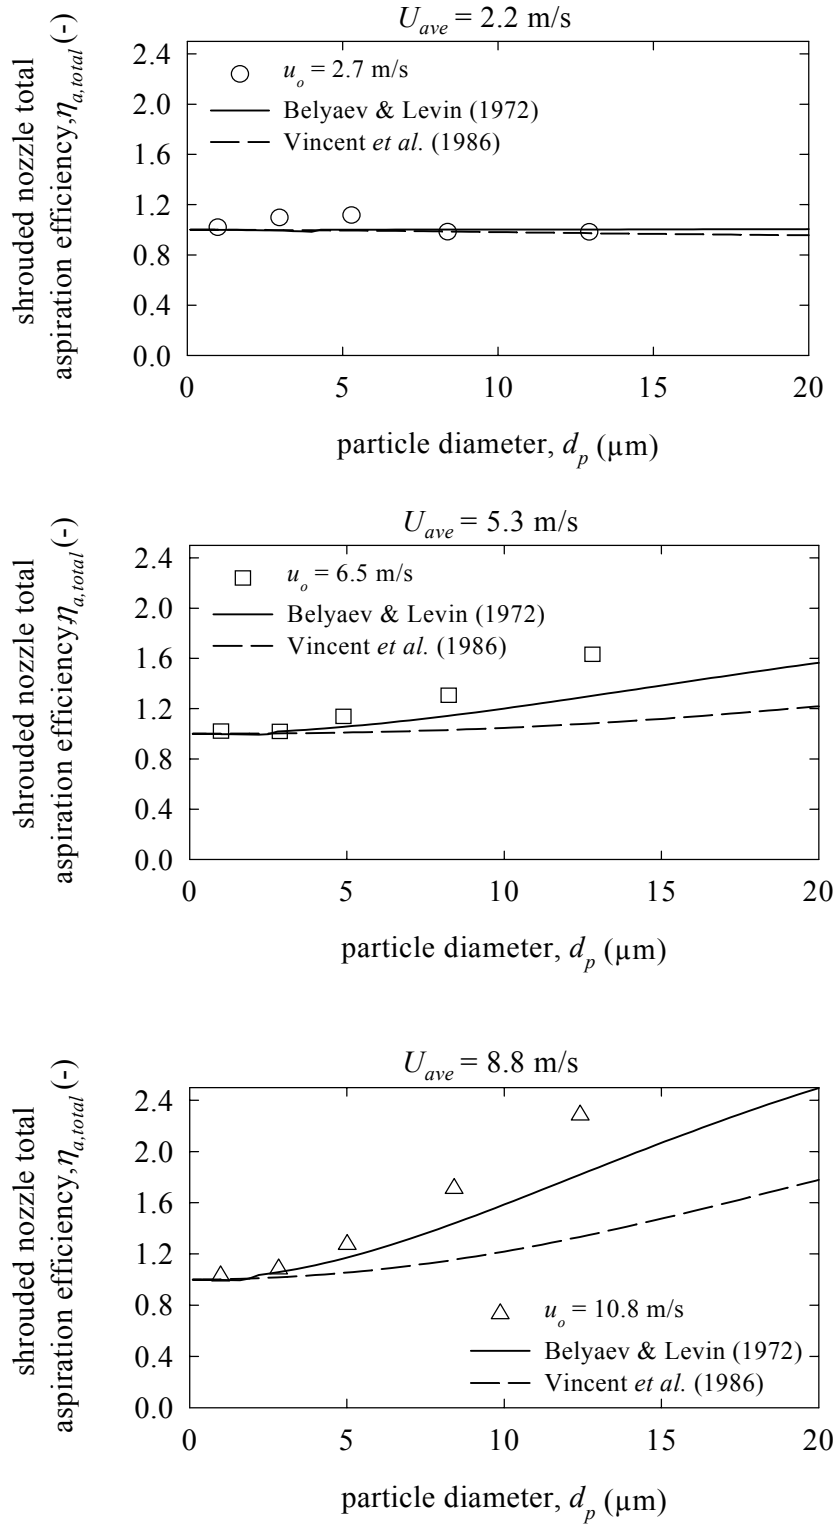 U_ave = 2.2 m/s
shrouded nozzle total
aspiration efficiency, η_a,total (-)
2.4
2.0
1.6
1.2
0.8
0.4
0.0
u_o = 2.7 m/s
Belyaev & Levin (1972)
Vincent et al. (1986)
0 5 10 15 20
particle diameter, d_p (µm)
U_ave = 5.3 m/s
shrouded nozzle total
aspiration efficiency, η_a,total (-)
2.4
2.0
1.6
1.2
0.8
0.4
0.0
u_o = 6.5 m/s
Belyaev & Levin (1972)
Vincent et al. (1986)
0 5 10 15 20
particle diameter, d_p (µm)
U_ave = 8.8 m/s
shrouded nozzle total
aspiration efficiency, η_a,total (-)
2.4
2.0
1.6
1.2
0.8
0.4
0.0
u_o = 10.8 m/s
Belyaev & Levin (1972)
Vincent et al. (1986)
0 5 10 15 20
particle diameter, d_p (µm)